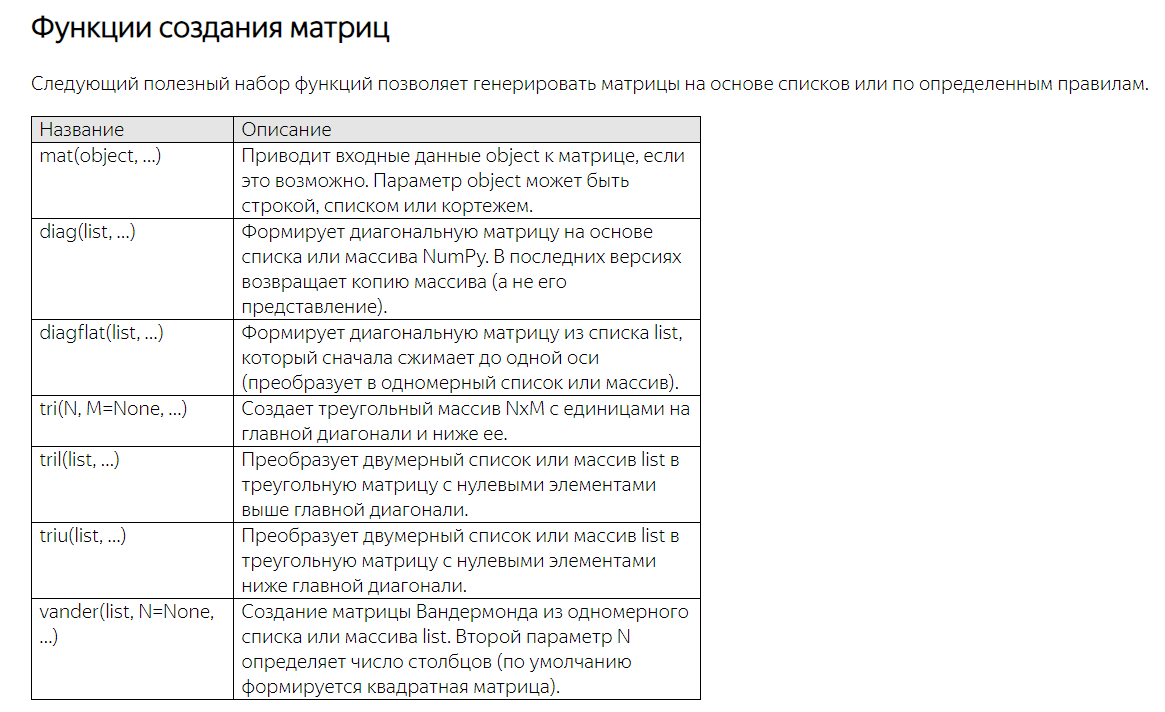 Функции создания матриц
Следующий полезный набор функций позволяет генерировать матрицы на основе списков или по определенным правилам.
Название
Описание
mat(object, ...)
Приводит входные данные object к матрице, если
это возможно. Параметр object может быть
строкой, списком или кортежем.
diag(list, ...)
Формирует диагональную матрицу на основе
списка или массива NumPy. В последних версиях
возвращает копию массива (а не его
представление).
diagflat(list, ...)
Формирует диагональную матрицу из списка list,
который сначала сжимает до одной оси
(преобразует в одномерный список или массив).
tri(N, M=None, ...)
Создает треугольный массив NxM с единицами на
главной диагонали и ниже ее.
tril(list, ...)
Преобразует двумерный список или массив list в
треугольную матрицу с нулевыми элементами
выше главной диагонали.
triu(list, ...)
Преобразует двумерный список или массив list в
треугольную матрицу с нулевыми элементами
ниже главной диагонали.
vander(list, N=None,
...)
Создание матрицы Вандермонда из одномерного
списка или массива list. Второй параметр N
определяет число столбцов (по умолчанию
формируется квадратная матрица).